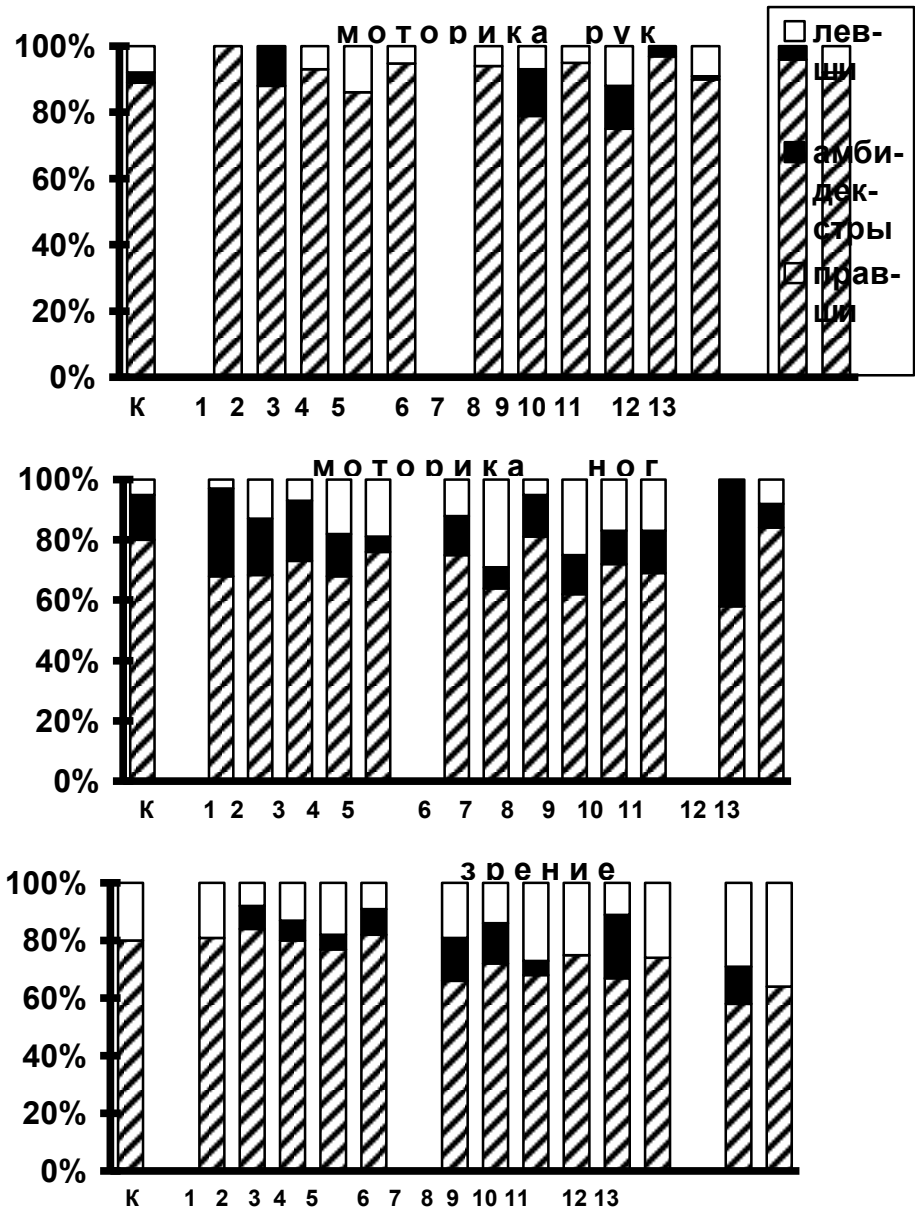 моторика рук
100%
80%
60%
40%
20%
0%
К 1 2 3 4 5 6 7 8 9 10 11 12 13
лев-
ши
амби-
дек-
стры
прав-
ши
моторика ног
100%
80%
60%
40%
20%
0%
К 1 2 3 4 5 6 7 8 9 10 11 12 13
зрение
100%
80%
60%
40%
20%
0%
К 1 2 3 4 5 6 7 8 9 10 11 12 13